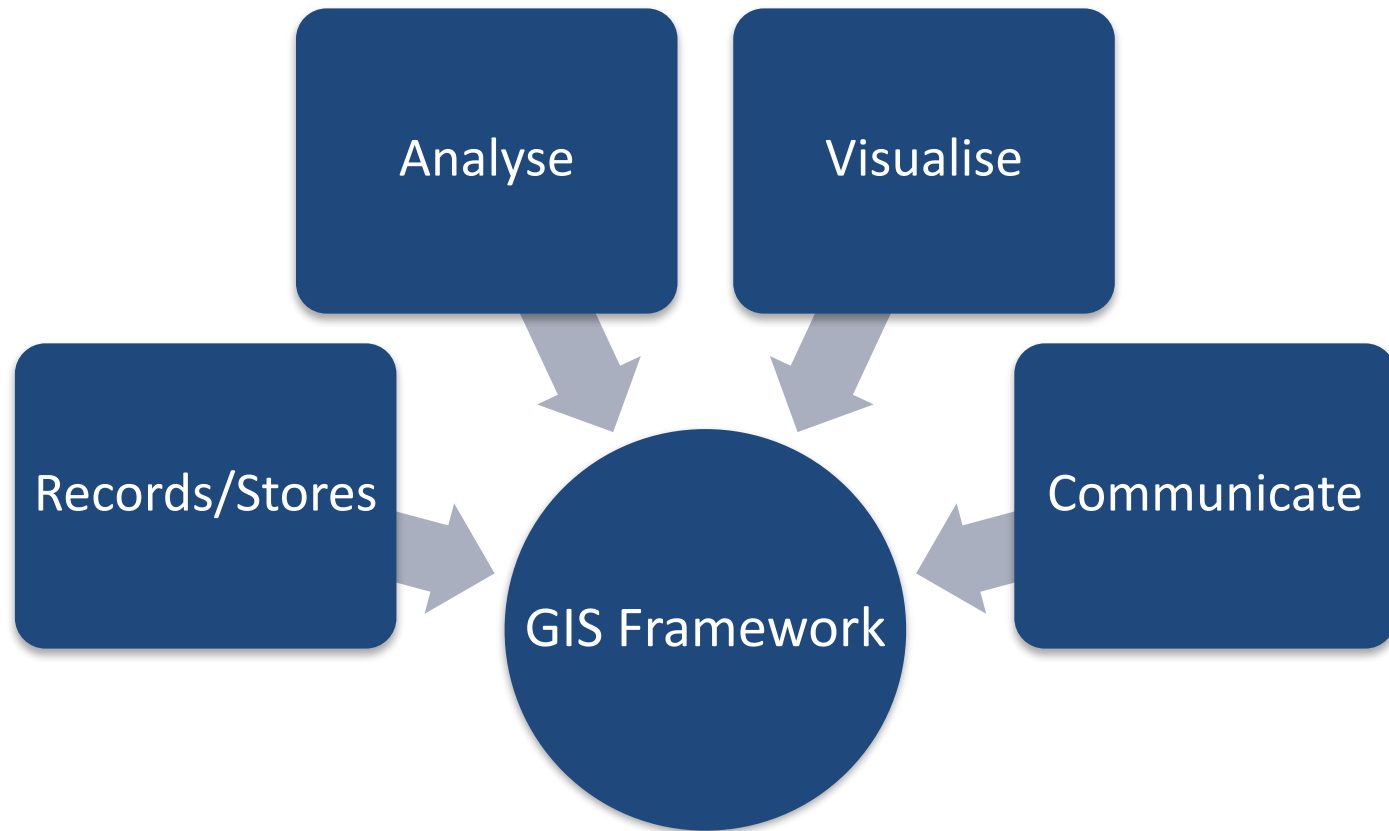 Analyse
Visualise
Records/Stores
Communicate
GIS Framework